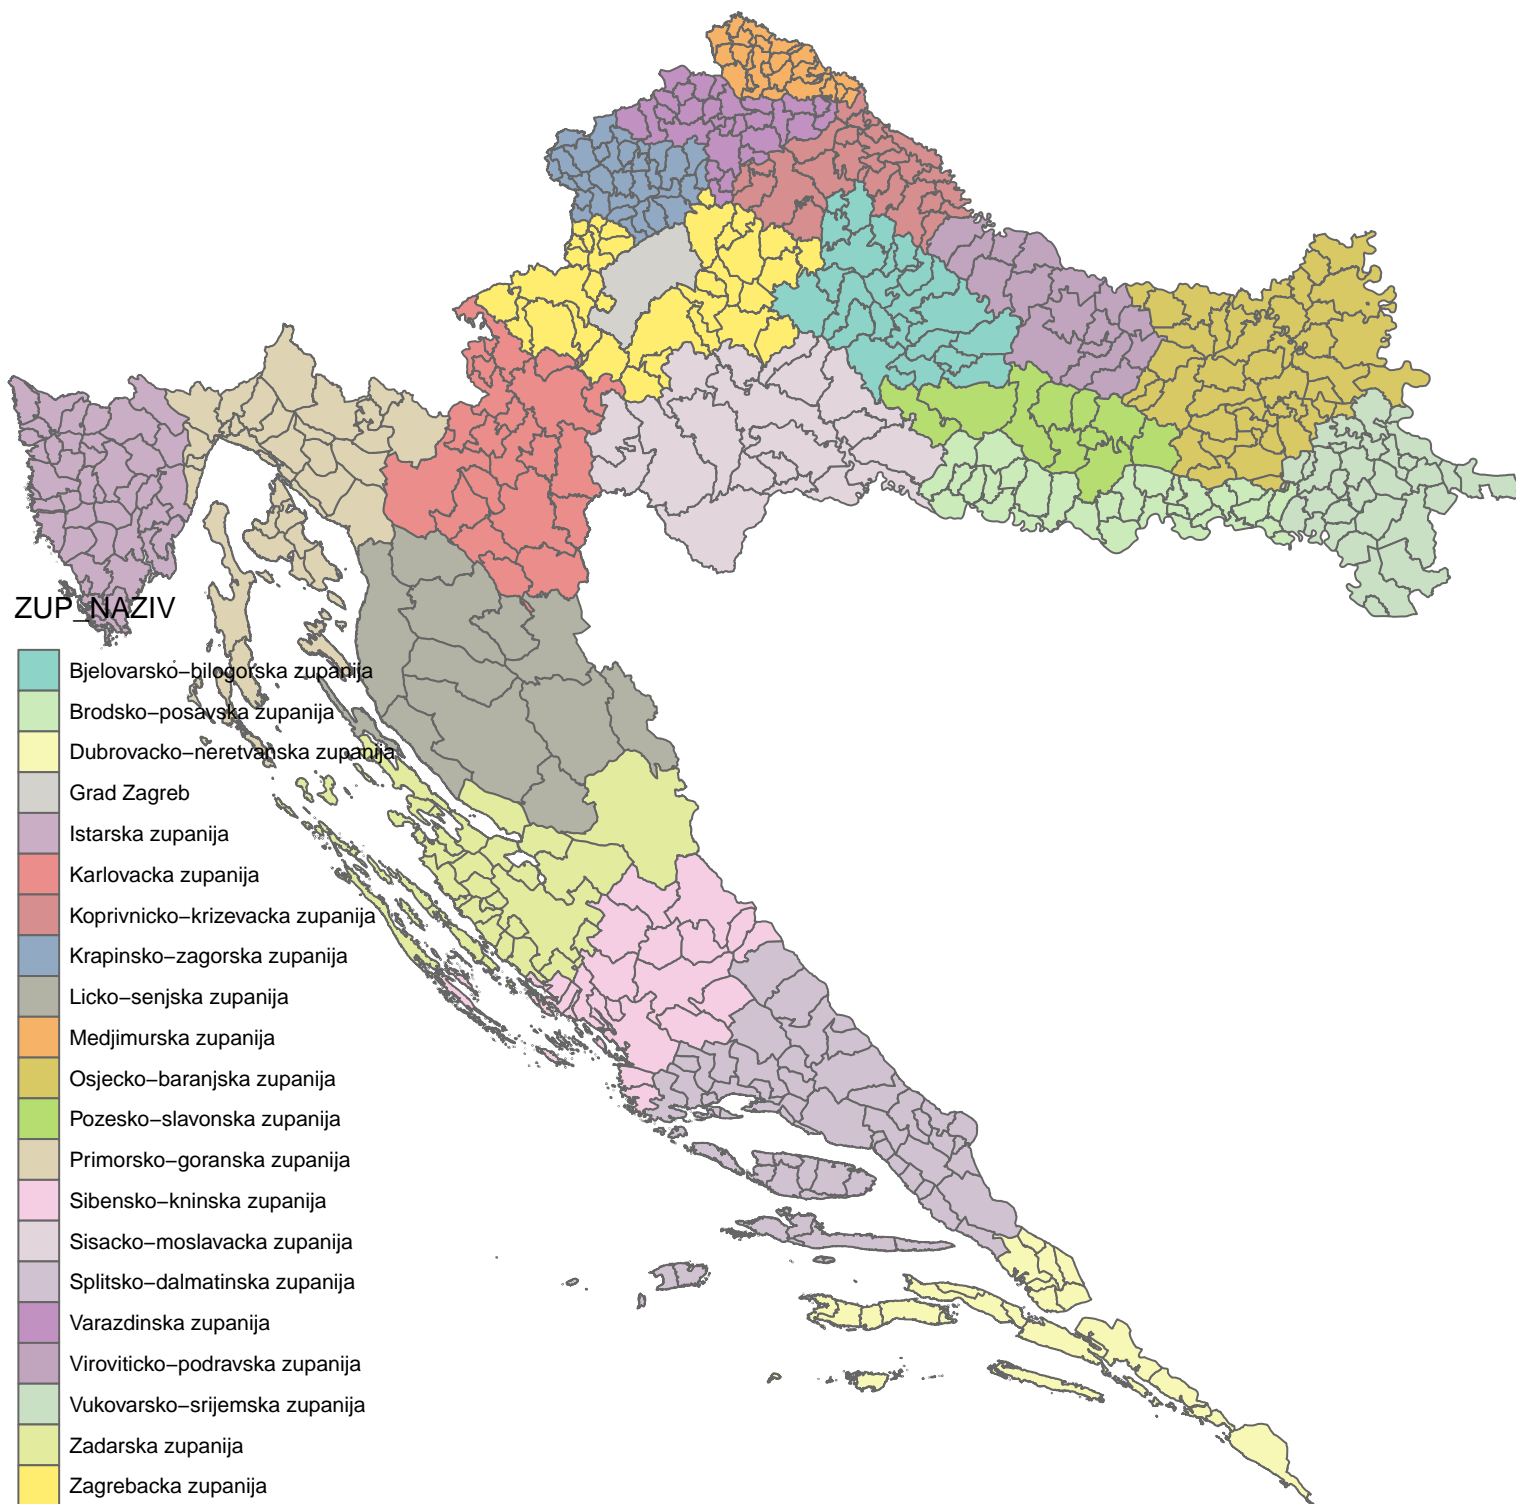 ZUP_NAZIV
Bjelovarsko−bilogorska zupanija
Brodsko−posavska zupanija
Dubrovacko−neretvanska zupanija
Grad Zagreb
Istarska zupanija
Karlovacka zupanija
Koprivnicko−krizevacka zupanija
Krapinsko−zagorska zupanija
Licko−senjska zupanija
Medjimurska zupanija
Osjecko−baranjska zupanija
Pozesko−slavonska zupanija
Primorsko−goranska zupanija
Sibensko−kninska zupanija
Sisacko−moslavacka zupanija
Splitsko−dalmatinska zupanija
Varazdinska zupanija
Viroviticko−podravska zupanija
Vukovarsko−srijemska zupanija
Zadarska zupanija
Zagrebacka zupanija